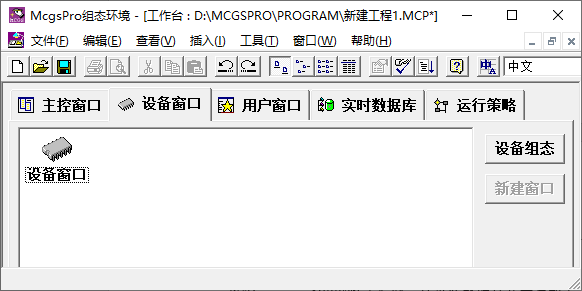 McgsPro组态环境 - [工作台 : D:\MCGSPRO\PROGRAM\新建工程1.MCP*]
文件(F) 编辑(E) 查看(V) 插入(I) 工具(T) 窗口(W) 帮助(H)
中文
主控窗口 设备窗口 用户窗口 实时数据库 运行策略
设备窗口
设备组态
新建窗口